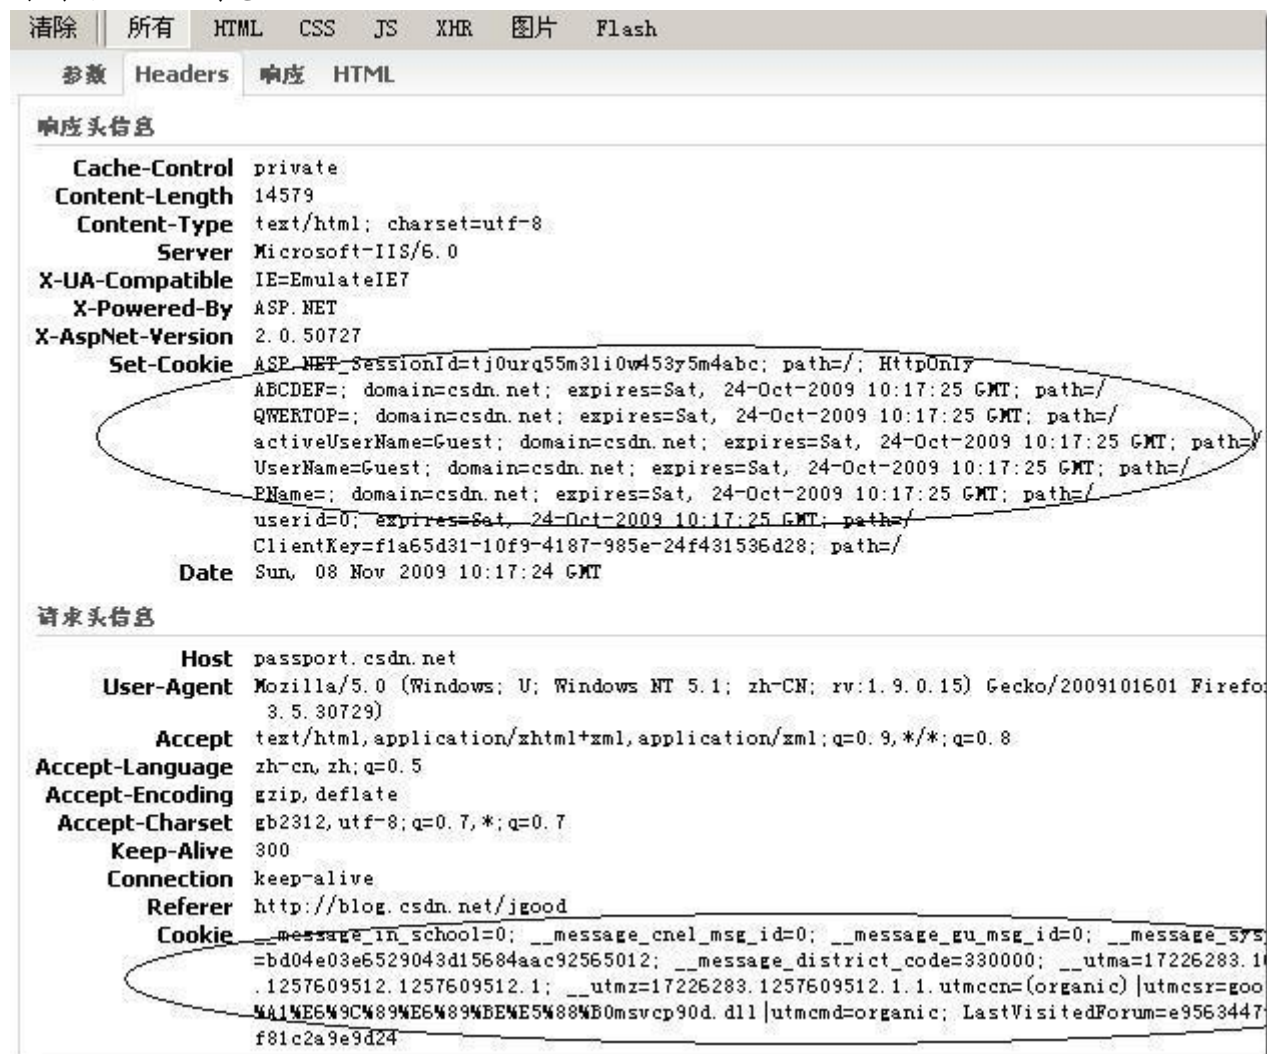 清除 所有 HTML CSS JS XHR 图片 Flash
参数 Headers 响应 HTML
响应头信息
Cache-Control private
Content-Length 14579
Content-Type text/html; charset=utf-8
Server Microsoft-IIS/6.0
X-UA-Compatible IE=EmulateIE7
X-Powered-By ASP.NET
X-AspNet-Version 2.0.50727
Set-Cookie ASP.NET_SessionId=tj0urq55m3li0w453y5m4abc; path=/; HttpOnly
ABCDEF=; domain=csdn.net; expires=Sat, 24-Oct-2009 10:17:25 GMT; path=/
QWERTOP=; domain=csdn.net; expires=Sat, 24-Oct-2009 10:17:25 GMT; path=/
activeUserName=Guest; domain=csdn.net; expires=Sat, 24-Oct-2009 10:17:25 GMT; path=/
UserName=Guest; domain=csdn.net; expires=Sat, 24-Oct-2009 10:17:25 GMT; path=/
PName=; domain=csdn.net; expires=Sat, 24-Oct-2009 10:17:25 GMT; path=/
userid=0; expires=Sat, 24-Oct-2009 10:17:25 GMT; path=/
ClientKey=f1a65d31-10f9-4187-985e-24f431536d28; path=/
Date Sun, 08 Nov 2009 10:17:24 GMT
请求头信息
Host passport.csdn.net
User-Agent Mozilla/5.0 (Windows; U; Windows NT 5.1; zh-CN; rv:1.9.0.15) Gecko/2009101601 Firefo
3.5.30729)
Accept text/html,application/xhtml+xml,application/xml;q=0.9,*/*;q=0.8
Accept-Language zh-cn,zh;q=0.5
Accept-Encoding gzip,deflate
Accept-Charset gb2312,utf-8;q=0.7,*;q=0.7
Keep-Alive 300
Connection keep-alive
Referer http://blog.csdn.net/jgood
Cookie __message_in_school=0; __message_cnel_msg_id=0; __message_gu_msg_id=0; __message_sys
=bd04e03e6529043d15684aac92565012; __message_district_code=330000; __utma=17226283.10
.1257609512.1257609512.1; __utmz=17226283.1257609512.1.1.utmccn=(organic)|utmcsr=goo
%A1%E6%9C%89%E6%89%BE%E5%88%B0msvcp90d.dll|utmcmd=organic; LastVisitedForum=e9563447
f81c2a9e9d24